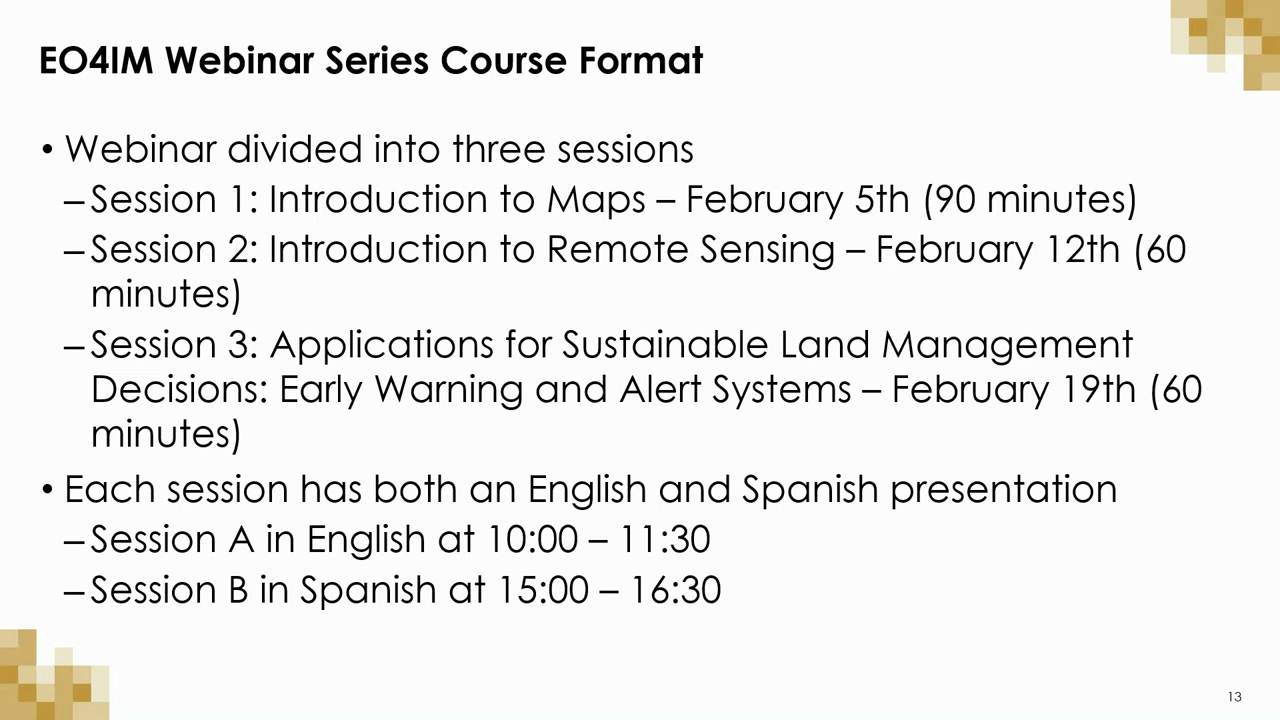 EO4IM Webinar Series Course Format
• Webinar divided into three sessions
– Session 1: Introduction to Maps – February 5th (90 minutes)
– Session 2: Introduction to Remote Sensing – February 12th (60
minutes)
– Session 3: Applications for Sustainable Land Management
Decisions: Early Warning and Alert Systems – February 19th (60
minutes)
• Each session has both an English and Spanish presentation
– Session A in English at 10:00 – 11:30
– Session B in Spanish at 15:00 – 16:30
13